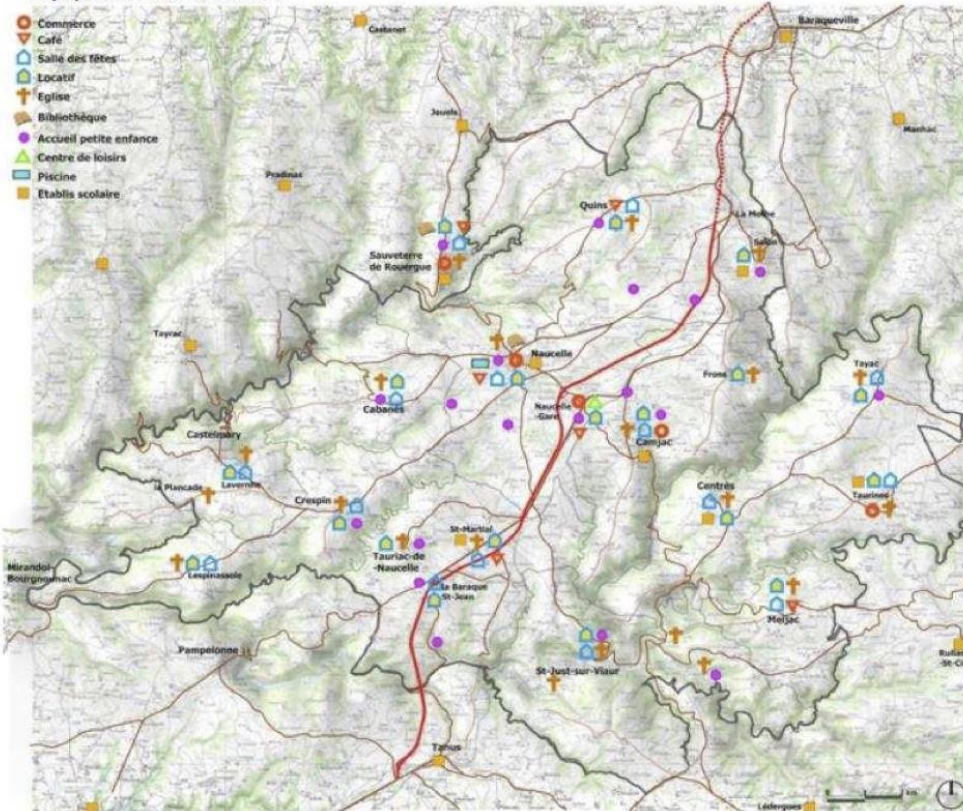 Commerce
Café
Salle des fêtes
Locatif
Eglise
Bibliothèque
Accueil petite enfance
Centre de loisirs
Piscine
Etablis scolaire
Castanet
Baraqueville
Manhac
Pradinas
Quins
La Mothe
Sauveterre
de Rouergue
Tayrac
Naucelle
Frons
Tayac
Cabanès
Naucelle
-Gare
Camjac
Castelmary
la Plancade
Lavernhe
Crespin
Centrès
Taurines
St-Martial
Tauriac-de
-Naucelle
Mirandol-
Bourgnounac
Lespinassole
la Baraque
St-Jean
Meljac
Pampelonne
St-Just-sur-Viaur
Tanus
Lédergues
km
1